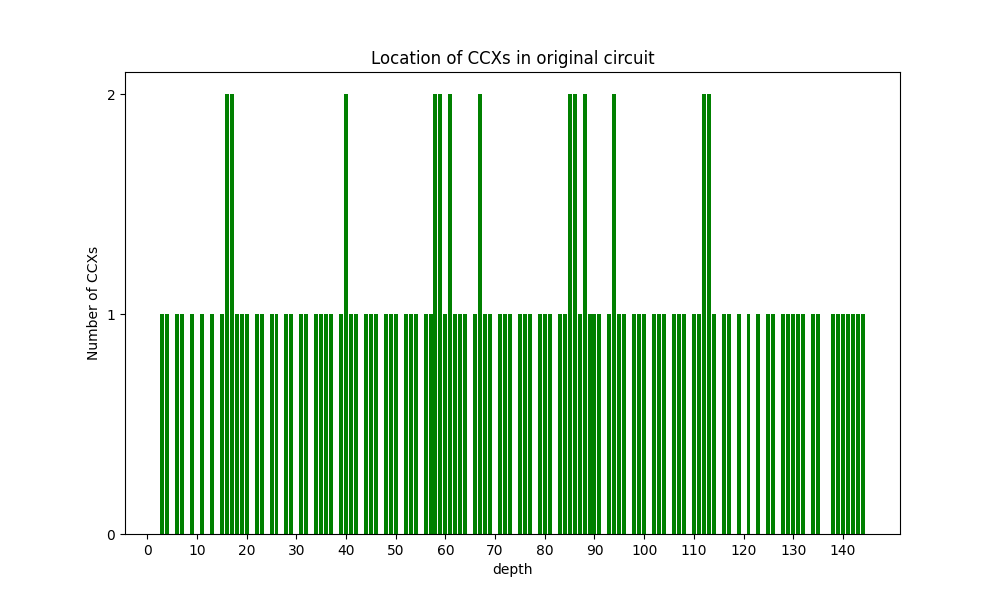 Location of CCXs in original circuit
Number of CCXs
2
1
0
0 10 20 30 40 50 60 70 80 90 100 110 120 130 140
depth